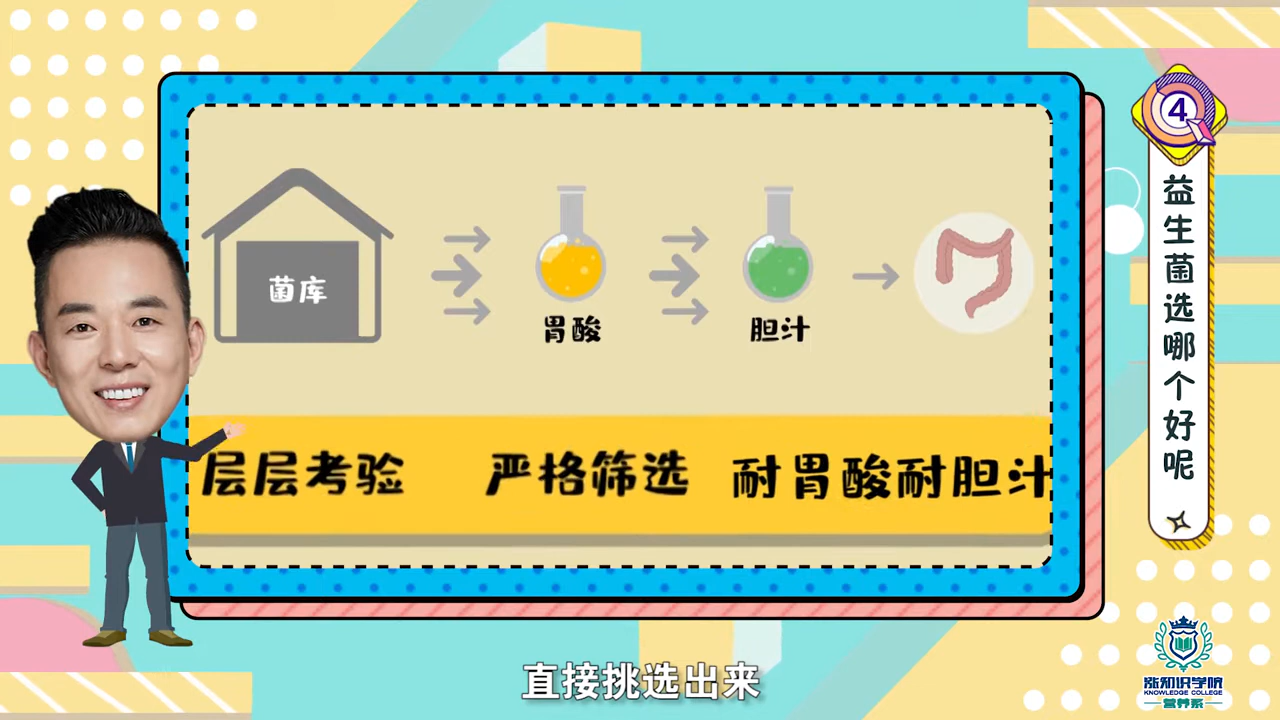 4
益生菌选哪个好呢
菌库
胃酸
胆汁
层层考验 严格筛选 耐胃酸耐胆汁
直接挑选出来
涨知识学院
KNOWLEDGE COLLEGE
营养系